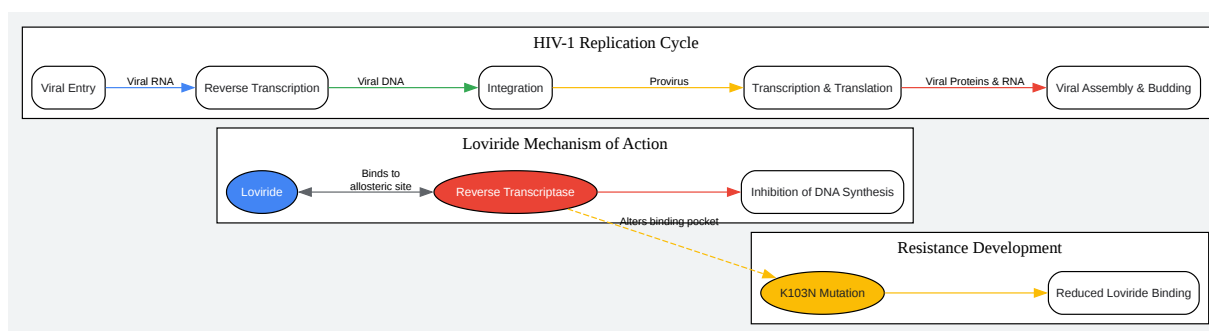 HIV-1 Replication Cycle
Viral Entry
Viral RNA
Reverse Transcription
Viral DNA
Integration
Provirus
Transcription & Translation
Viral Proteins & RNA
Viral Assembly & Budding
Loviride Mechanism of Action
Loviride
Binds to
allosteric site
Reverse Transcriptase
Inhibition of DNA Synthesis
Alters binding pocket
Resistance Development
K103N Mutation
Reduced Loviride Binding